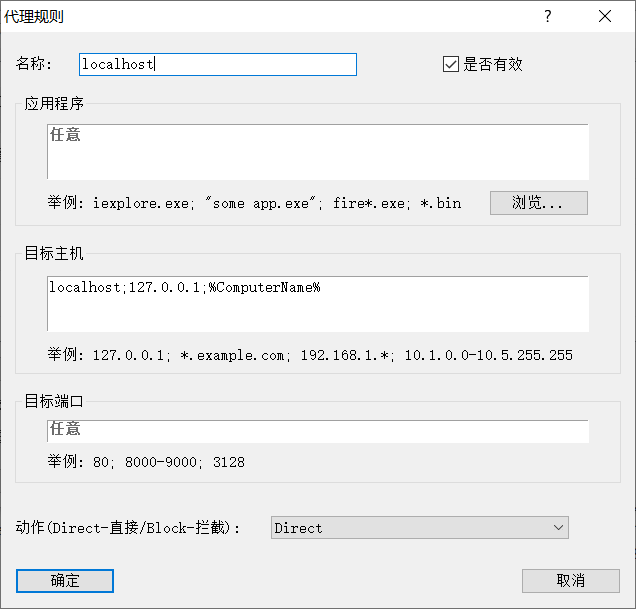 代理规则
名称: localhost 是否有效
应用程序
任意
举例: iexplore.exe; "some app.exe"; fire*.exe; *.bin 浏览...
目标主机
localhost;127.0.0.1;%ComputerName%
举例: 127.0.0.1; *.example.com; 192.168.1.*; 10.1.0.0-10.5.255.255
目标端口
任意
举例: 80; 8000-9000; 3128
动作(Direct-直接/Block-拦截): Direct
确定 取消